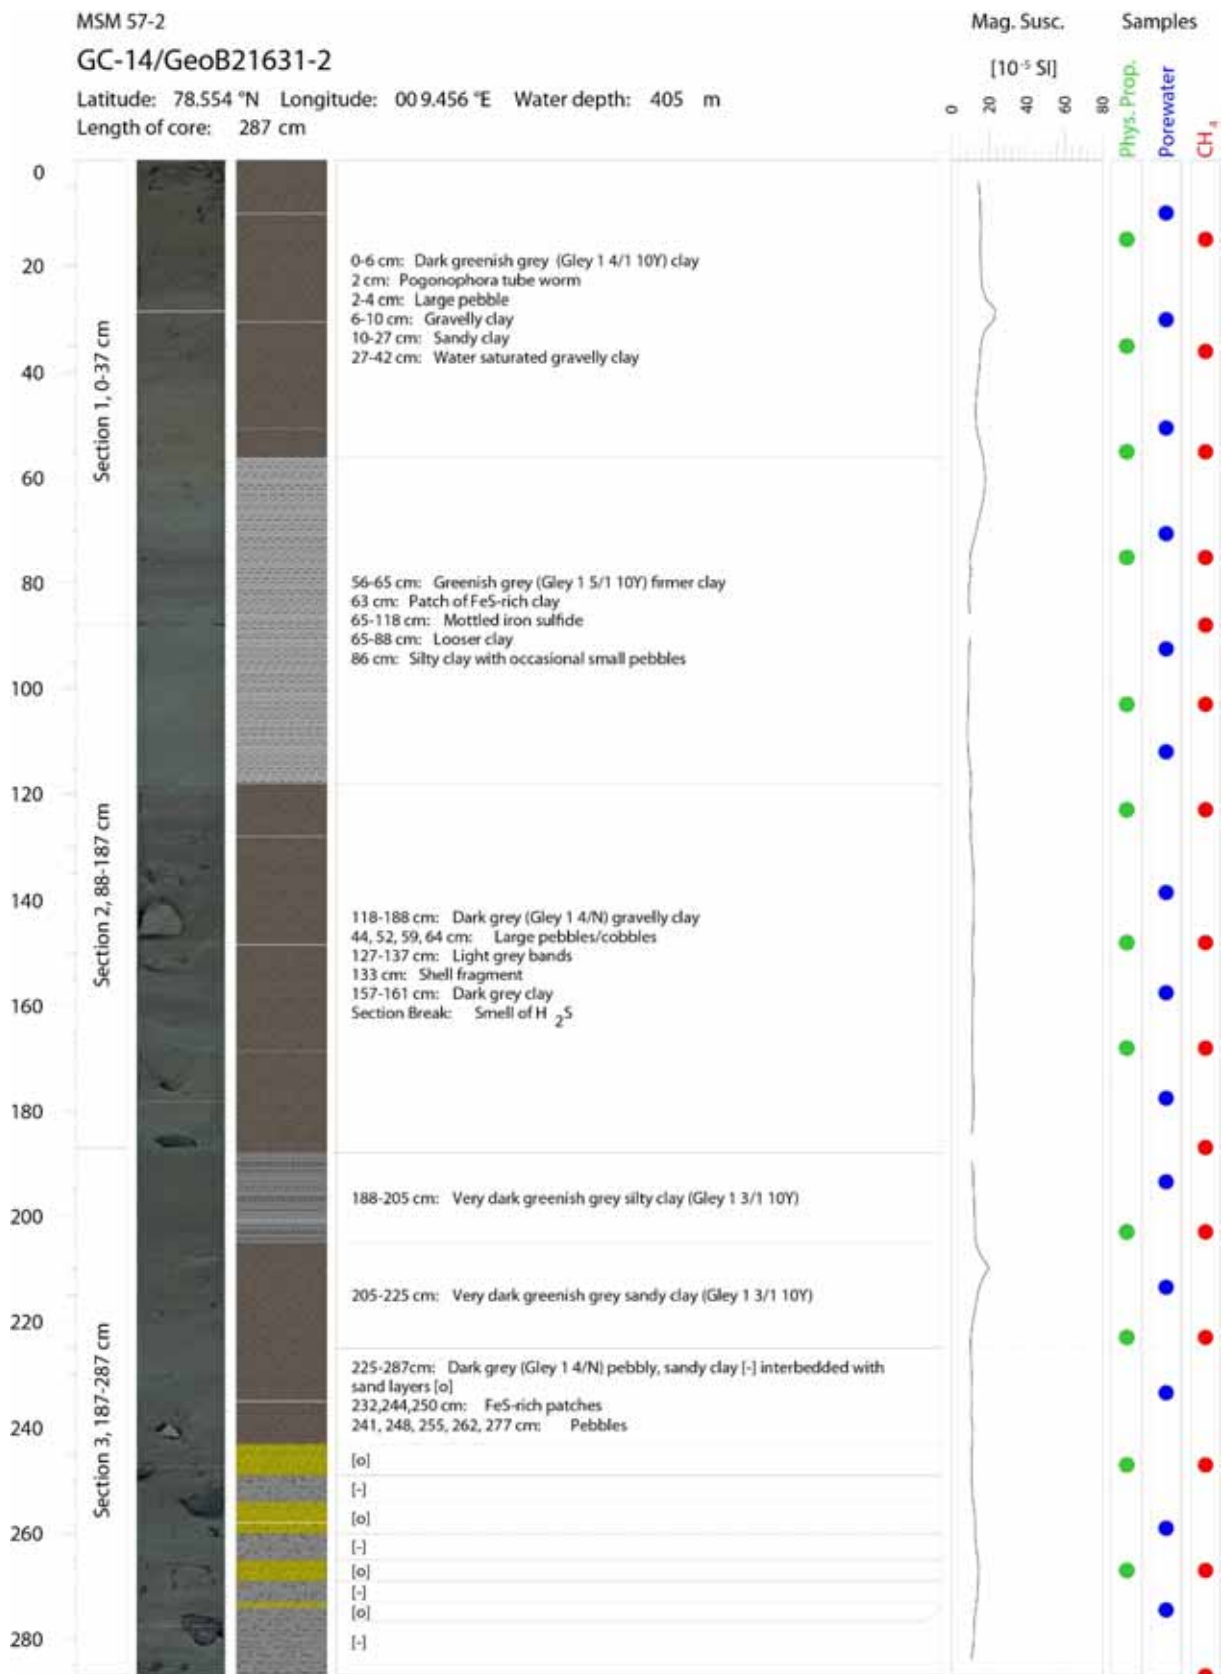 MSM 57-2
GC-14/GeoB21631-2
Latitude: 78.554 °N Longitude: 00 9.456 °E Water depth: 405 m
Length of core: 287 cm
Mag. Susc.
[10⁻⁵ SI]
0 20 40 60 80
Samples
Phys. Prop.
Porewater
CH₄
0
20
40
60
80
100
120
140
160
180
200
220
240
260
280
Section 1, 0-37 cm
Section 2, 88-187 cm
Section 3, 187-287 cm
0-6 cm: Dark greenish grey (Gley 1 4/1 10Y) clay
2 cm: Pogonophora tube worm
2-4 cm: Large pebble
6-10 cm: Gravelly clay
10-27 cm: Sandy clay
27-42 cm: Water saturated gravelly clay
56-65 cm: Greenish grey (Gley 1 5/1 10Y) firmer clay
63 cm: Patch of FeS-rich clay
65-118 cm: Mottled iron sulfide
65-88 cm: Looser clay
86 cm: Silty clay with occasional small pebbles
118-188 cm: Dark grey (Gley 1 4/N) gravelly clay
44, 52, 59, 64 cm: Large pebbles/cobbles
127-137 cm: Light grey bands
133 cm: Shell fragment
157-161 cm: Dark grey clay
Section Break: Smell of H ₂S
188-205 cm: Very dark greenish grey silty clay (Gley 1 3/1 10Y)
205-225 cm: Very dark greenish grey sandy clay (Gley 1 3/1 10Y)
225-287cm: Dark grey (Gley 1 4/N) pebbly, sandy clay [-] interbedded with
sand layers [o]
232,244,250 cm: FeS-rich patches
241, 248, 255, 262, 277 cm: Pebbles
[o]
[-]
[o]
[-]
[o]
[-]
[o]
[-]